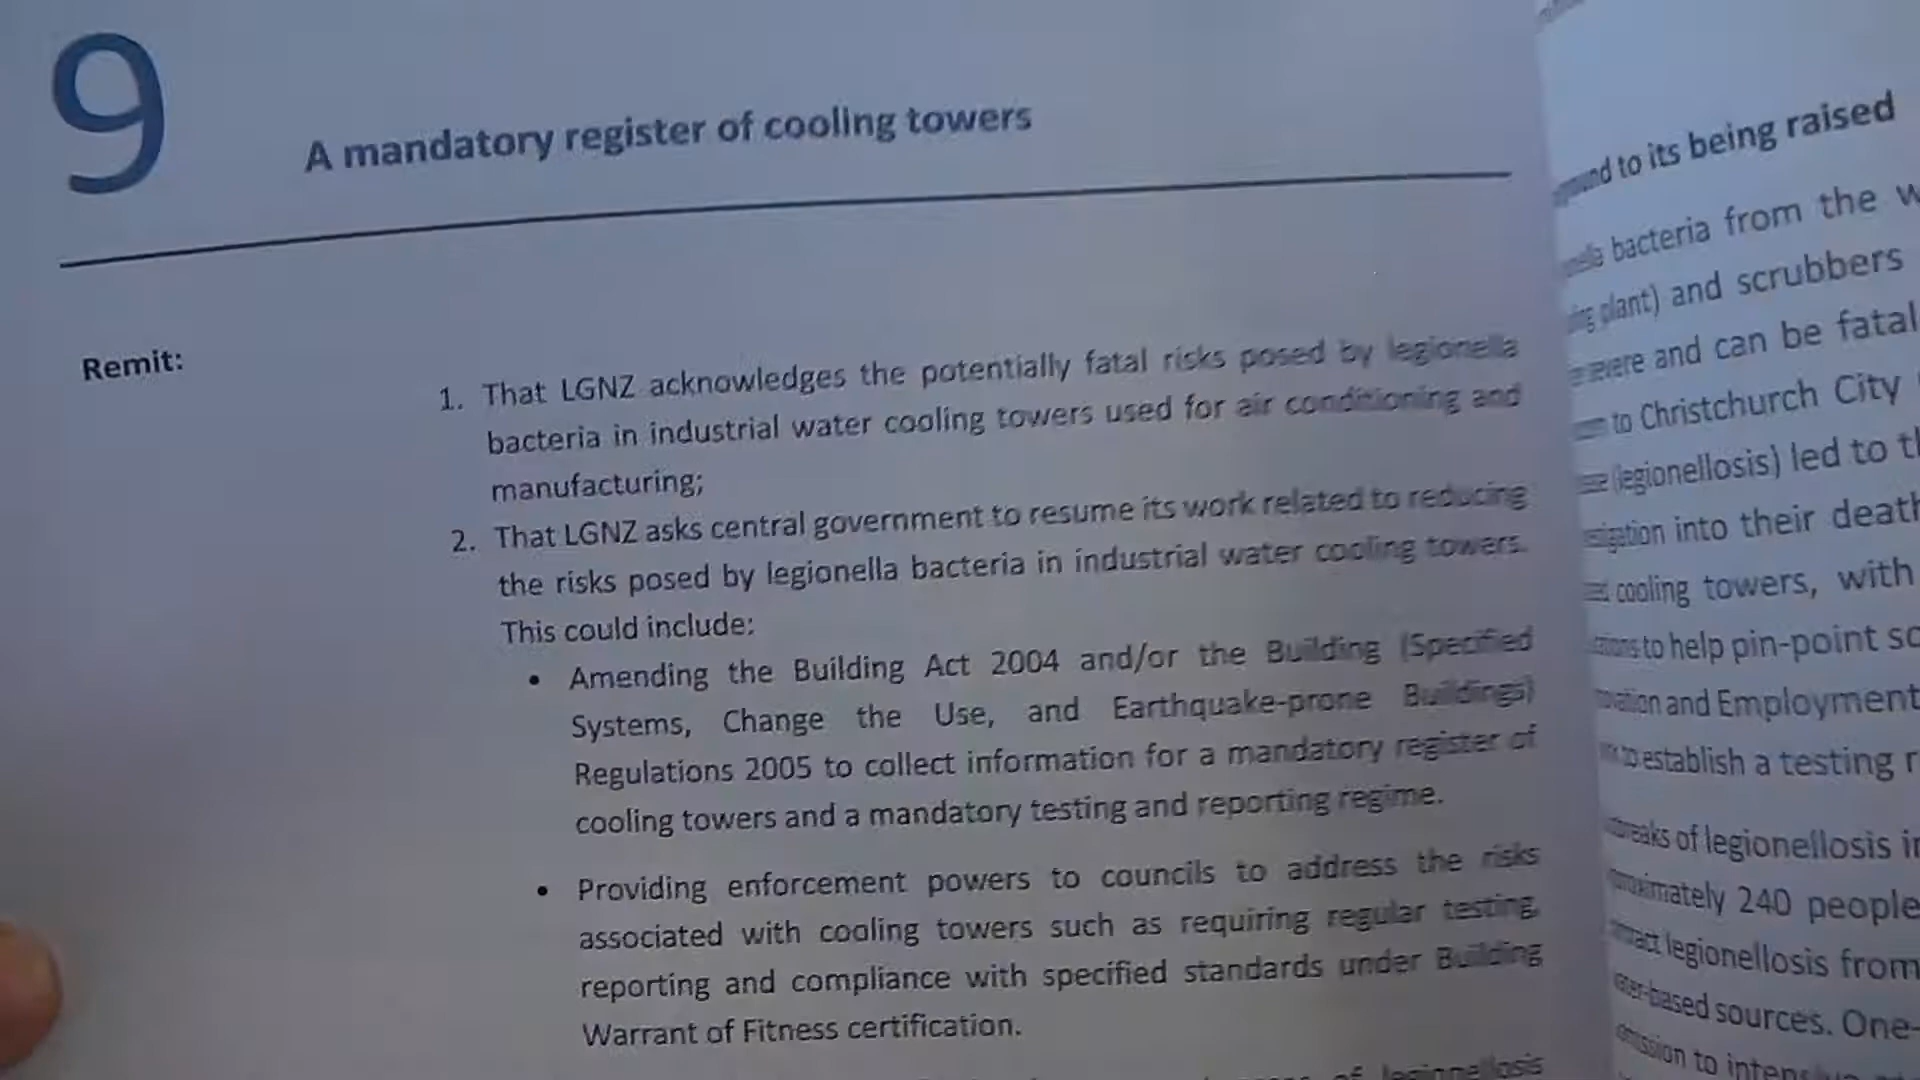 9
A mandatory register of cooling towers
Remit:
1. That LGNZ acknowledges the potentially fatal risks posed by legionella
bacteria in industrial water cooling towers used for air conditioning and
manufacturing;
2. That LGNZ asks central government to resume its work related to reducing
the risks posed by legionella bacteria in industrial water cooling towers.
This could include:
• Amending the Building Act 2004 and/or the Building (Specified
Systems, Change the Use, and Earthquake-prone Buildings)
Regulations 2005 to collect information for a mandatory register of
cooling towers and a mandatory testing and reporting regime.
• Providing enforcement powers to councils to address the risks
associated with cooling towers such as requiring regular testing,
reporting and compliance with specified standards under Building
Warrant of Fitness certification.
of legionellosis
to its being raised
bacteria from the
plant) and scrubbers
severe and can be fatal
to Christchurch City
(legionellosis) led to
into their death
cooling towers, with
to help pin-point
and Employment
to establish a testing
of legionellosis
240 people
legionellosis from
sources. One-
to